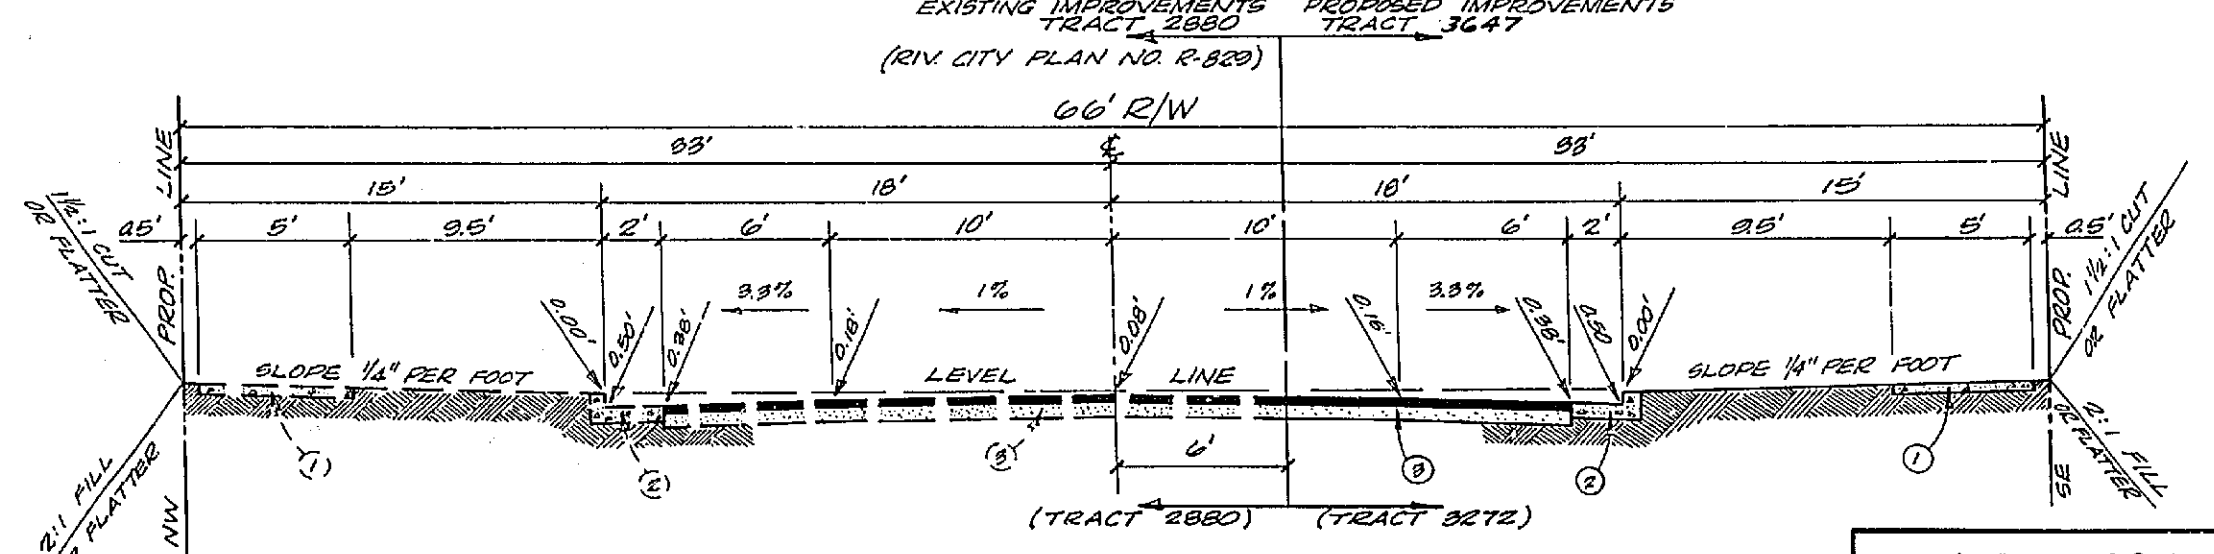 EXISTING IMPROVEMENTS PROPOSED IMPROVEMENTS
TRACT 2880 TRACT 3647
(RIV. CITY PLAN NO. R-829)
66' R/W
33' ℄ 33'
15' 18' 18' 15'
0.5' 5' 9.5' 2' 6' 10' 10' 6' 2' 9.5' 5' 0.5'
1½:1 CUT
OR FLATTER
PROP. LINE
3.3% 1% 1% 3.3%
0.00' 0.50' 0.38' 0.18' 0.08' 0.18' 0.38' 0.50 0.00'
PROP. LINE
1½:1 CUT
OR FLATTER
SLOPE ¼" PER FOOT LEVEL LINE SLOPE ¼" PER FOOT
(1) (2) (3) 6' 3 2 1
2:1 FILL
FLATTER
NW
2:1 FILL
OR FLATTER
SE
(TRACT 2880) (TRACT 3272)